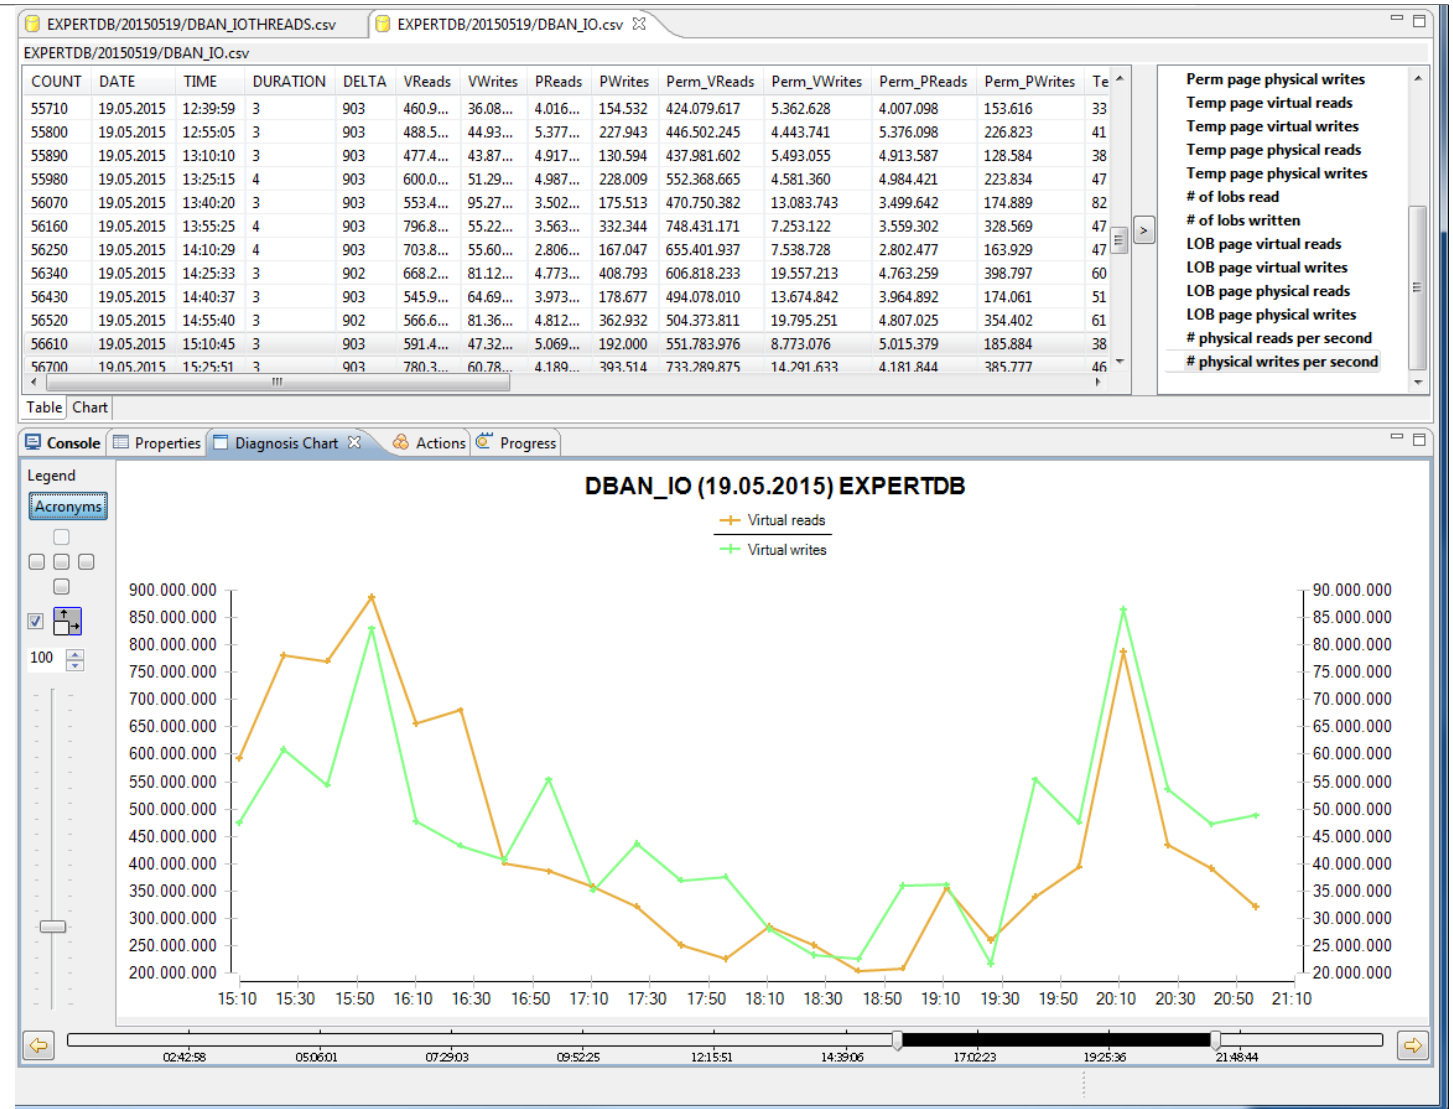 EXPERTDB/20150519/DBAN_IOTHREADS.csv EXPERTDB/20150519/DBAN_IO.csv
EXPERTDB/20150519/DBAN_IO.csv
COUNT DATE TIME DURATION DELTA VReads VWrites PReads PWrites Perm_VReads Perm_VWrites Perm_PReads Perm_PWrites Te
55710 19.05.2015 12:39:59 3 903 460.9... 36.08... 4.016... 154.532 424.079.617 5.362.628 4.007.098 153.616 33
55800 19.05.2015 12:55:05 3 903 488.5... 44.93... 5.377... 227.943 446.502.245 4.443.741 5.376.098 226.823 41
55890 19.05.2015 13:10:10 3 903 477.4... 43.87... 4.917... 130.594 437.981.602 5.493.055 4.913.587 128.584 38
55980 19.05.2015 13:25:15 4 903 600.0... 51.29... 4.987... 228.009 552.368.665 4.581.360 4.984.421 223.834 47
56070 19.05.2015 13:40:20 3 903 553.4... 95.27... 3.502... 175.513 470.750.382 13.083.743 3.499.642 174.889 82
56160 19.05.2015 13:55:25 4 903 796.8... 55.22... 3.563... 332.344 748.431.171 7.253.122 3.559.302 328.569 47
56250 19.05.2015 14:10:29 4 903 703.8... 55.60... 2.806... 167.047 655.401.937 7.538.728 2.802.477 163.929 47
56340 19.05.2015 14:25:33 3 902 668.2... 81.12... 4.773... 408.793 606.818.233 19.557.213 4.763.259 398.797 60
56430 19.05.2015 14:40:37 3 903 545.9... 64.69... 3.973... 178.677 494.078.010 13.674.842 3.964.892 174.061 51
56520 19.05.2015 14:55:40 3 902 566.6... 81.36... 4.812... 362.932 504.373.811 19.795.251 4.807.025 354.402 61
56610 19.05.2015 15:10:45 3 903 591.4... 47.32... 5.069... 192.000 551.783.976 8.773.076 5.015.379 185.884 38
56700 19.05.2015 15:25:51 3 903 780.3... 60.78... 4.189... 393.514 733.289.875 14.291.633 4.181.844 385.777 46
Perm page physical writes
Temp page virtual reads
Temp page virtual writes
Temp page physical reads
Temp page physical writes
# of lobs read
# of lobs written
LOB page virtual reads
LOB page virtual writes
LOB page physical reads
LOB page physical writes
# physical reads per second
# physical writes per second
>
Table Chart
Console Properties Diagnosis Chart Actions Progress
Legend
Acronyms
100
DBAN_IO (19.05.2015) EXPERTDB
Virtual reads
Virtual writes
900.000.000 90.000.000
850.000.000 85.000.000
800.000.000 80.000.000
750.000.000 75.000.000
700.000.000 70.000.000
650.000.000 65.000.000
600.000.000 60.000.000
550.000.000 55.000.000
500.000.000 50.000.000
450.000.000 45.000.000
400.000.000 40.000.000
350.000.000 35.000.000
300.000.000 30.000.000
250.000.000 25.000.000
200.000.000 20.000.000
15:10 15:30 15:50 16:10 16:30 16:50 17:10 17:30 17:50 18:10 18:30 18:50 19:10 19:30 19:50 20:10 20:30 20:50 21:10
02:42:58 05:06:01 07:29:03 09:52:25 12:15:51 14:39:06 17:02:23 19:25:36 21:48:44